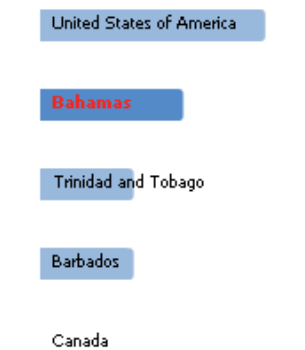 United States of America
Bahamas
Trinidad and Tobago
Barbados
Canada